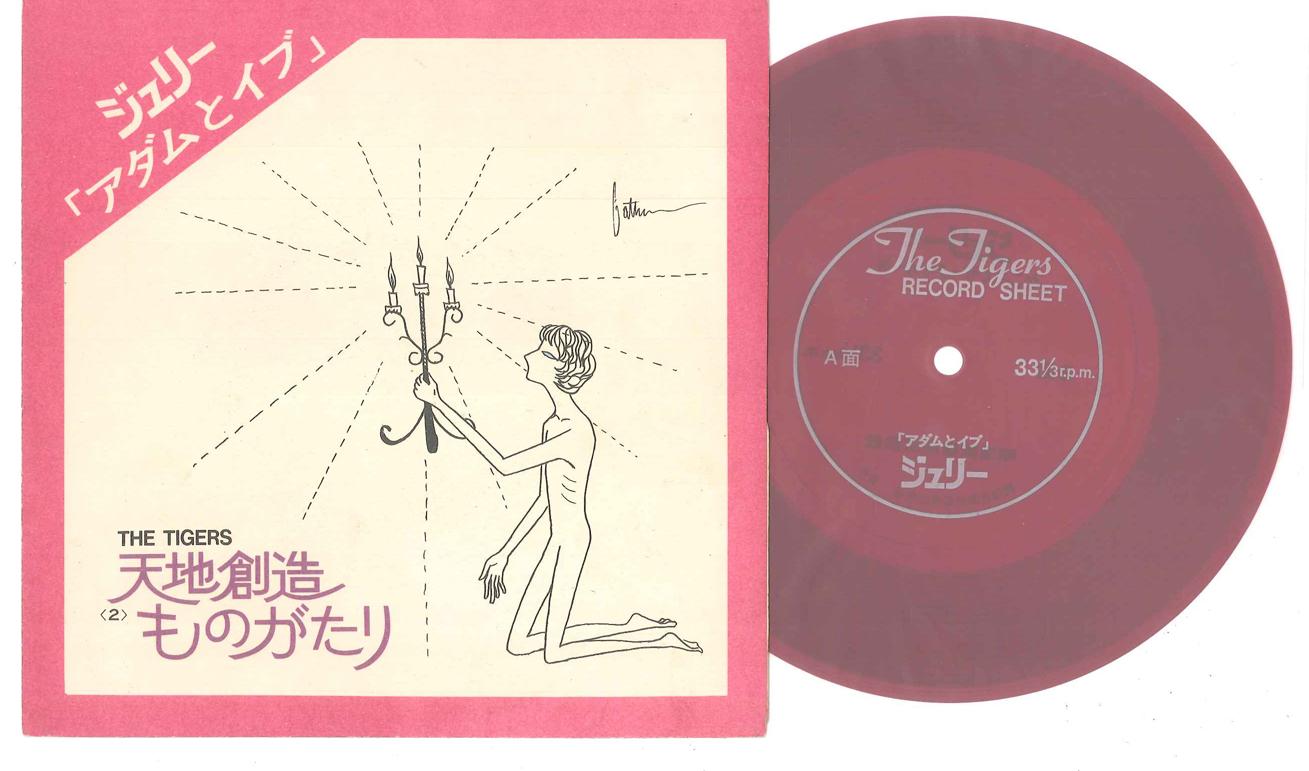 ジュリー
「アダムとイブ」
THE TIGERS
天地創造
〈2〉ものがたり
The Tigers
RECORD SHEET
A面
33⅓r.p.m.
「アダムとイブ」
ジュリー